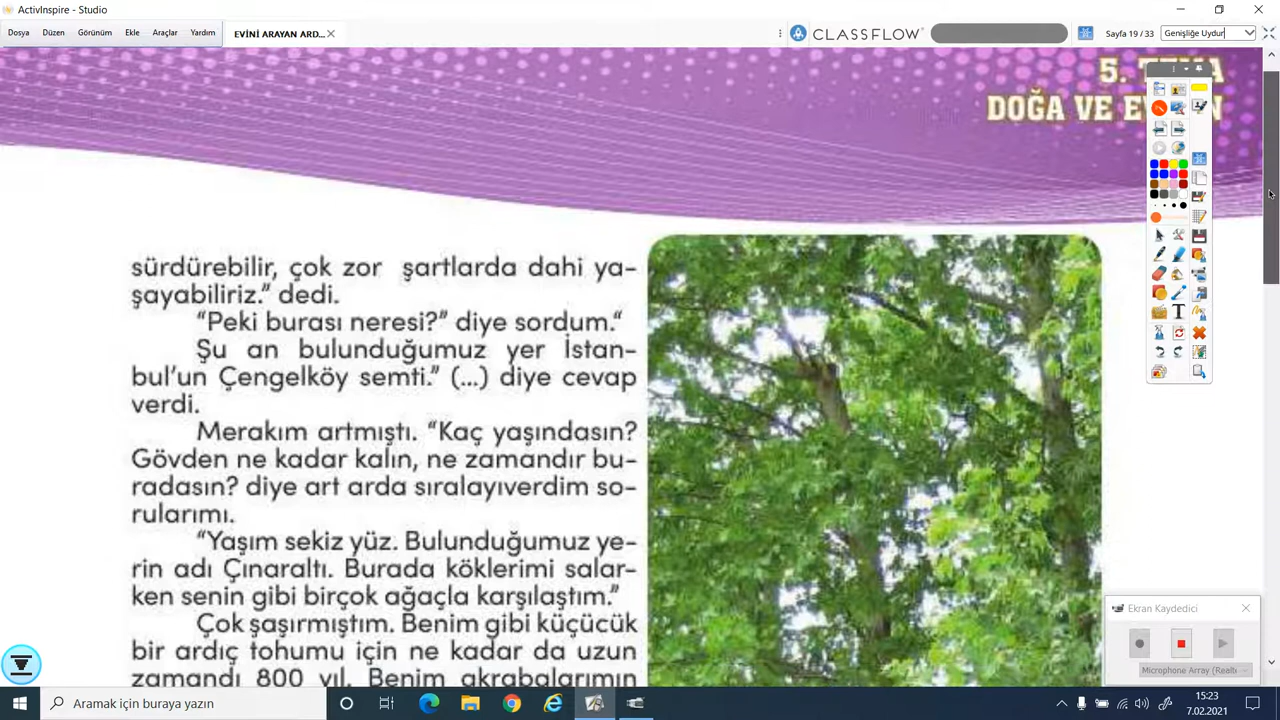 ActivInspire - Studio
Dosya Düzen Görünüm Ekle Araçlar Yardım EVİNİ ARAYAN ARD... CLASSFLOW Sayfa 19 / 33 Genişliğe Uydur
5. TEMA
DOĞA VE EVREN
sürdürebilir, çok zor şartlarda dahi ya-
şayabiliriz.” dedi.
“Peki burası neresi?” diye sordum.“
Şu an bulunduğumuz yer İstan-
bul’un Çengelköy semti.” (...) diye cevap
verdi.
Merakım artmıştı. “Kaç yaşındasın?
Gövden ne kadar kalın, ne zamandır bu-
radasın? diye art arda sıralayıverdim so-
rularımı.
“Yaşım sekiz yüz. Bulunduğumuz ye-
rin adı Çınaraltı. Burada köklerimi salar-
ken senin gibi birçok ağaçla karşılaştım.”
Çok şaşırmıştım. Benim gibi küçücük
bir ardıç tohumu için ne kadar da uzun
zamandı 800 yıl. Benim akrabalarımın
Ekran Kaydedici
Microphone Array (Realt
Aramak için buraya yazın
15:23
7.02.2021